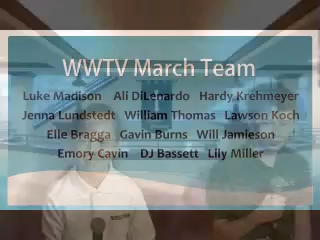 WWTV March Team
Luke Madison Ali DiLenardo Hardy Krehmeyer
Jenna Lundstedt William Thomas Lawson Koch
Elle Bragga Gavin Burns Will Jamieson
Emory Cavin DJ Bassett Lily Miller